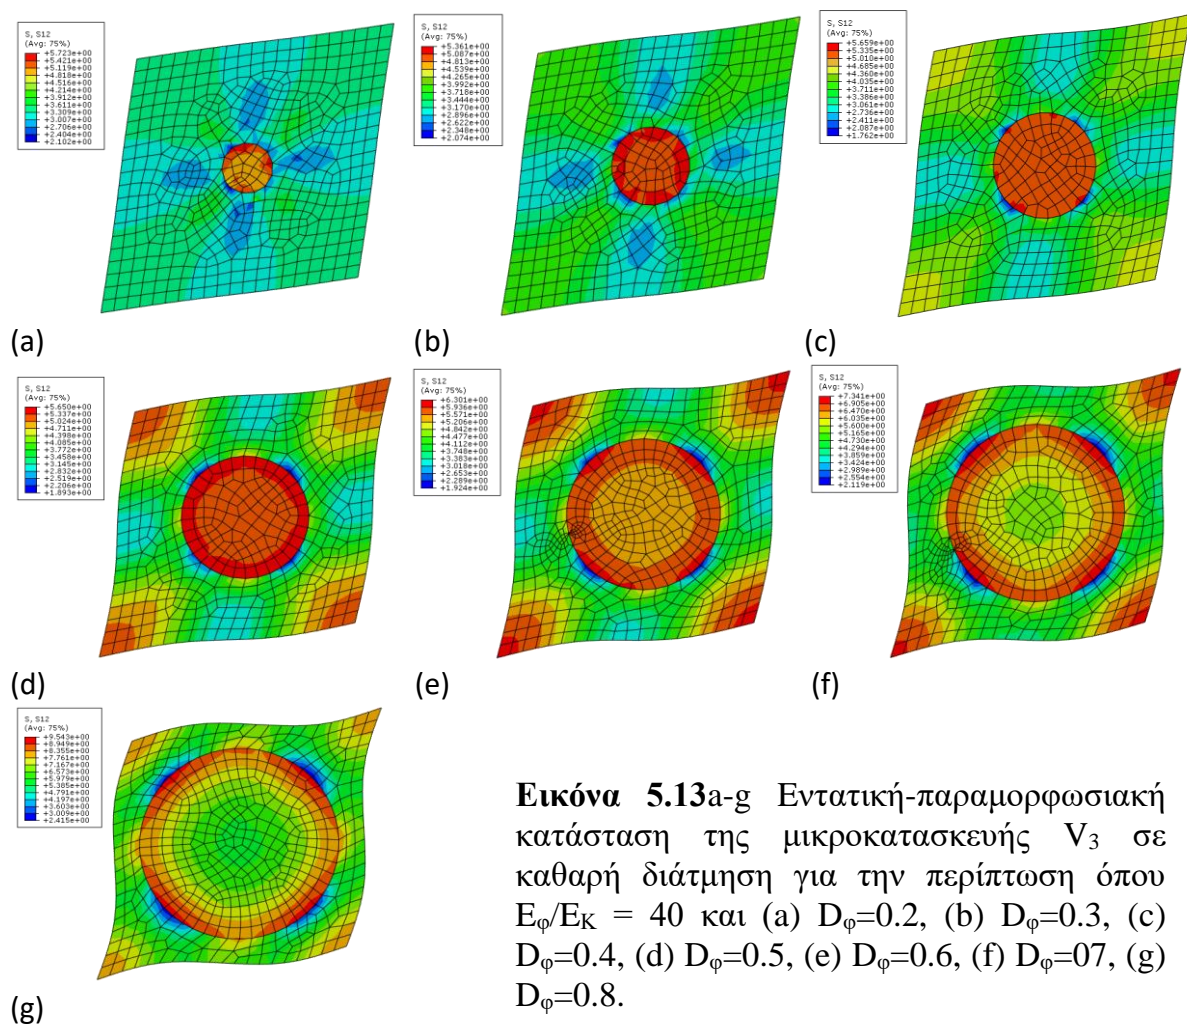 S, S12
(Avg: 75%)
+5.723e+00
+5.421e+00
+5.119e+00
+4.818e+00
+4.516e+00
+4.214e+00
+3.912e+00
+3.611e+00
+3.309e+00
+3.007e+00
+2.706e+00
+2.404e+00
+2.102e+00
(a)
S, S12
(Avg: 75%)
+5.361e+00
+5.087e+00
+4.813e+00
+4.539e+00
+4.265e+00
+3.992e+00
+3.718e+00
+3.444e+00
+3.170e+00
+2.896e+00
+2.622e+00
+2.348e+00
+2.074e+00
(b)
S, S12
(Avg: 75%)
+5.659e+00
+5.335e+00
+5.010e+00
+4.685e+00
+4.360e+00
+4.035e+00
+3.711e+00
+3.386e+00
+3.061e+00
+2.736e+00
+2.411e+00
+2.087e+00
+1.762e+00
(c)
S, S12
(Avg: 75%)
+5.650e+00
+5.337e+00
+5.024e+00
+4.711e+00
+4.398e+00
+4.085e+00
+3.772e+00
+3.458e+00
+3.145e+00
+2.832e+00
+2.519e+00
+2.206e+00
+1.893e+00
(d)
S, S12
(Avg: 75%)
+6.301e+00
+5.936e+00
+5.571e+00
+5.206e+00
+4.842e+00
+4.477e+00
+4.112e+00
+3.748e+00
+3.383e+00
+3.018e+00
+2.653e+00
+2.289e+00
+1.924e+00
(e)
S, S12
(Avg: 75%)
+7.341e+00
+6.905e+00
+6.470e+00
+6.035e+00
+5.600e+00
+5.165e+00
+4.730e+00
+4.294e+00
+3.859e+00
+3.424e+00
+2.989e+00
+2.554e+00
+2.119e+00
(f)
S, S12
(Avg: 75%)
+9.543e+00
+8.949e+00
+8.355e+00
+7.761e+00
+7.167e+00
+6.573e+00
+5.979e+00
+5.385e+00
+4.791e+00
+4.197e+00
+3.603e+00
+3.009e+00
+2.415e+00
(g)
Εικόνα 5.13a-g Εντατική-παραμορφωσιακή
κατάσταση της μικροκατασκευής V₃ σε
καθαρή διάτμηση για την περίπτωση όπου
Eφ/EΚ = 40 και (a) Dφ=0.2, (b) Dφ=0.3, (c)
Dφ=0.4, (d) Dφ=0.5, (e) Dφ=0.6, (f) Dφ=07, (g)
Dφ=0.8.